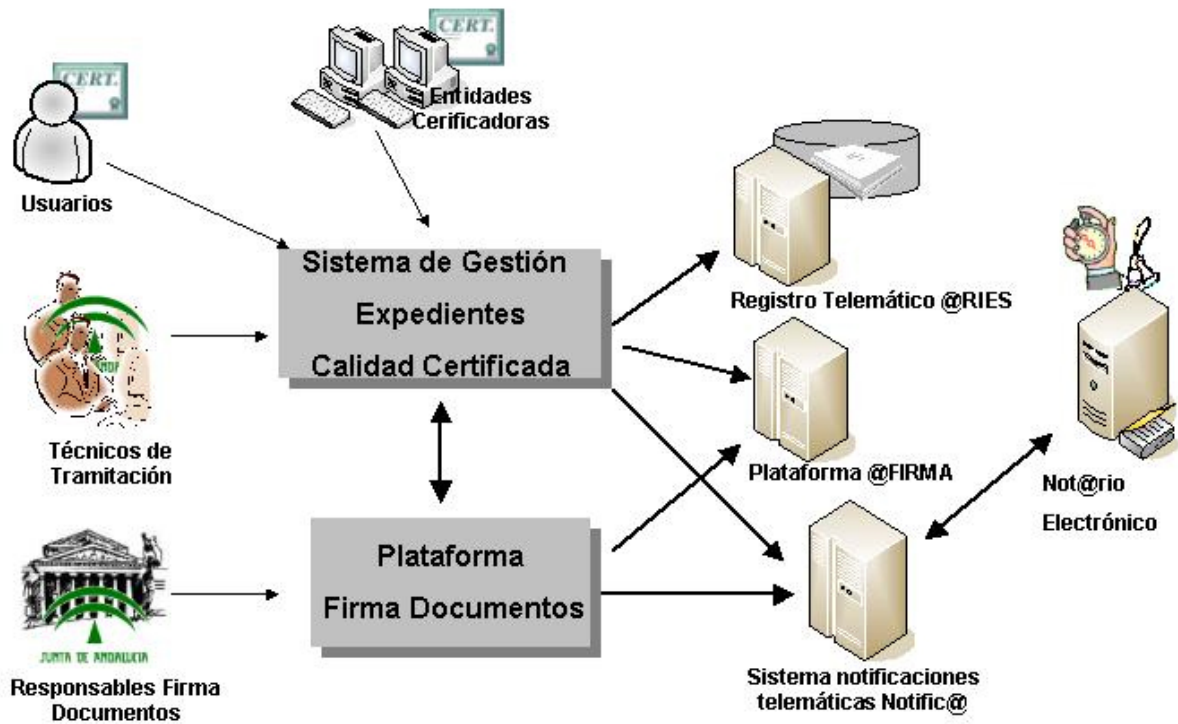 CERT.
CERT.
Entidades
Cerificadoras
Usuarios
Sistema de Gestión
Expedientes
Calidad Certificada
Registro Telemático @RIES
Técnicos de
Tramitación
Plataforma @FIRMA
Not@rio
Electrónico
Plataforma
Firma Documentos
JUNTA DE ANDALUCIA
Responsables Firma
Documentos
Sistema notificaciones
telemáticas Notific@